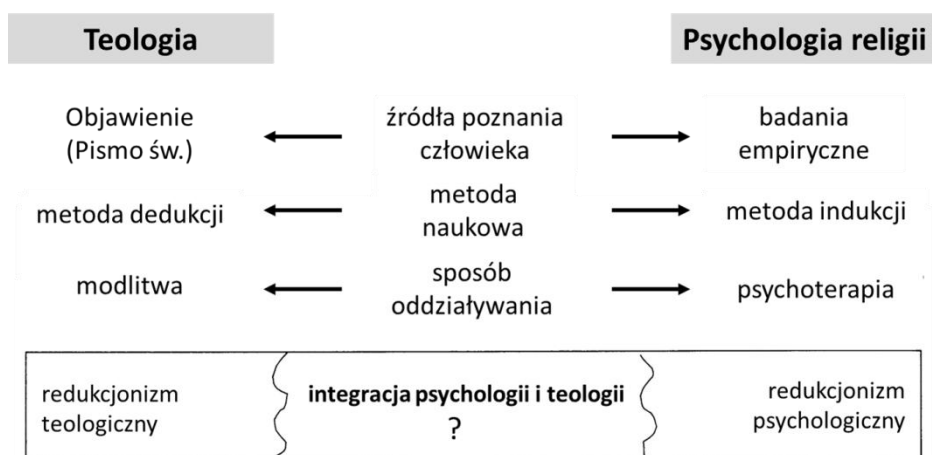 Teologia
Psychologia religii
Objawienie
(Pismo św.)
źródła poznania
człowieka
badania
empiryczne
metoda dedukcji
metoda
naukowa
metoda indukcji
modlitwa
sposób
oddziaływania
psychoterapia
redukcjonizm
teologiczny
integracja psychologii i teologii
?
redukcjonizm
psychologiczny